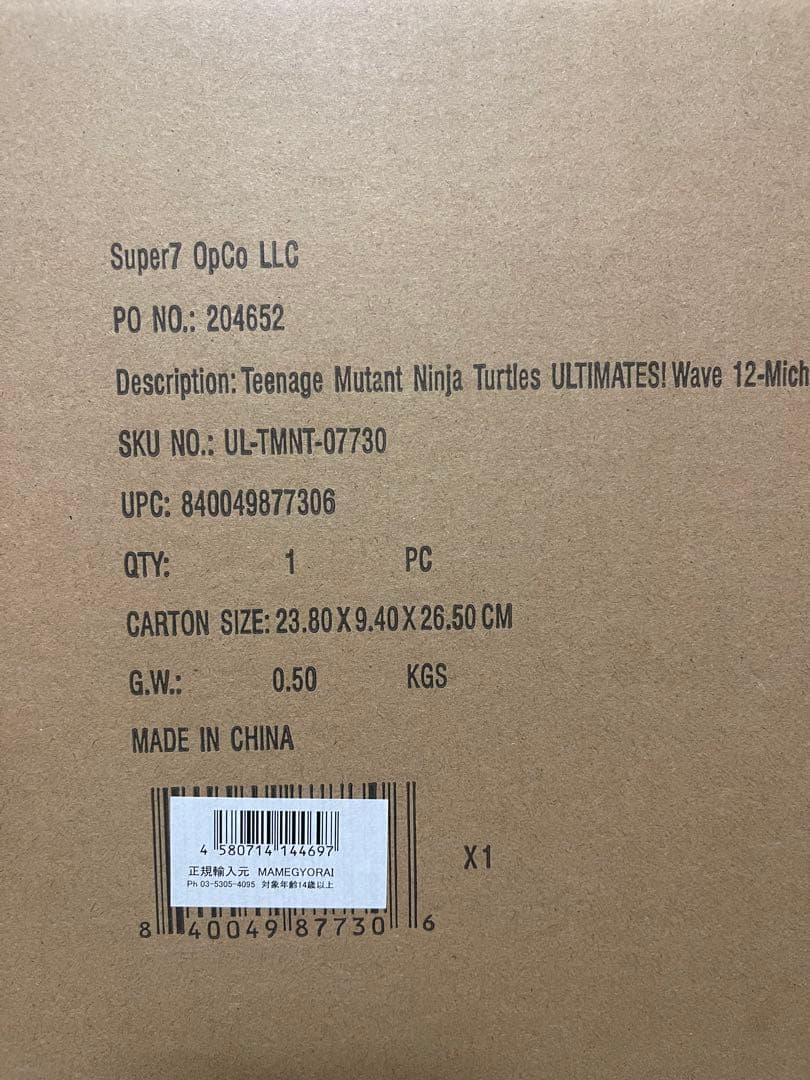 Super7 OpCo LLC
PO NO.: 204652
Description: Teenage Mutant Ninja Turtles ULTIMATES! Wave 12-Mich
SKU NO.: UL-TMNT-07730
UPC: 840049877306
QTY: 1 PC
CARTON SIZE: 23.80 X 9.40 X 26.50 CM
G.W.: 0.50 KGS
MADE IN CHINA
4 580714 144697
正規輸入元 MAMEGYORAI
Ph 03-5305-4095 対象年齢14歳以上
X1
8 40049 87730 6